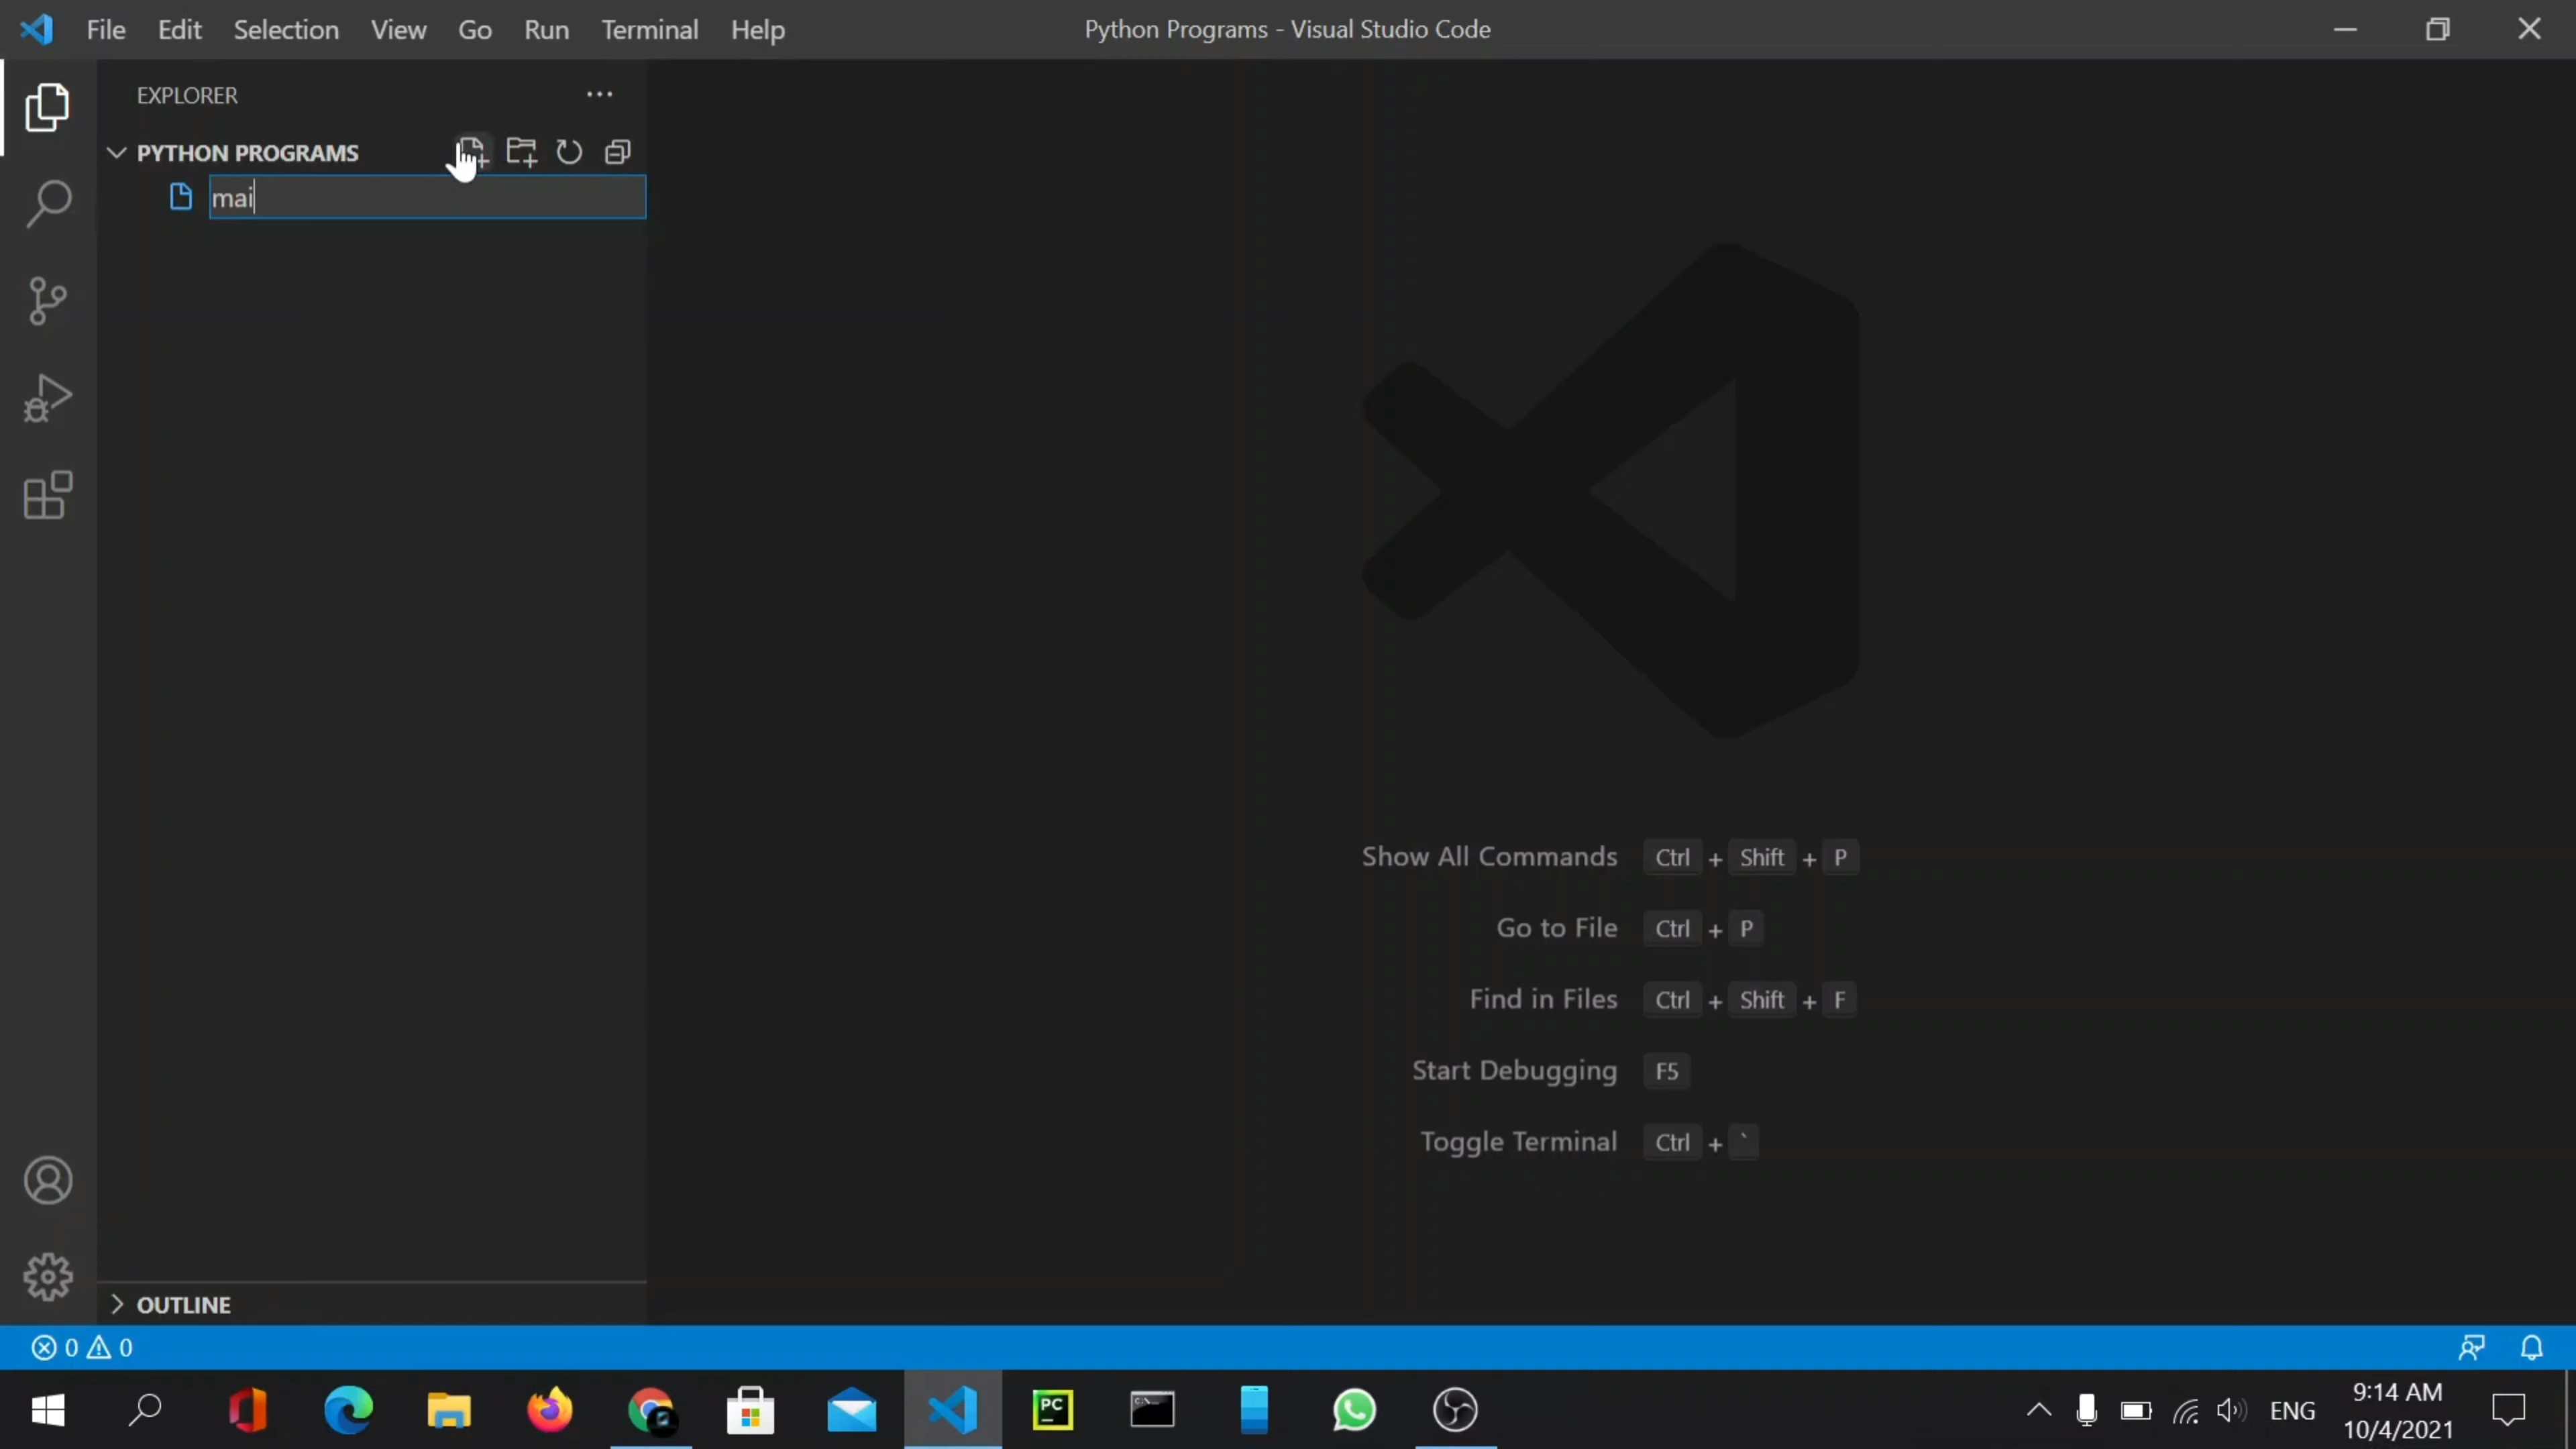 File Edit Selection View Go Run Terminal Help
Python Programs - Visual Studio Code
EXPLORER
PYTHON PROGRAMS
mai
Show All Commands Ctrl + Shift + P
Go to File Ctrl + P
Find in Files Ctrl + Shift + F
Start Debugging F5
Toggle Terminal Ctrl + `
OUTLINE
0 0
PC
ENG
9:14 AM
10/4/2021